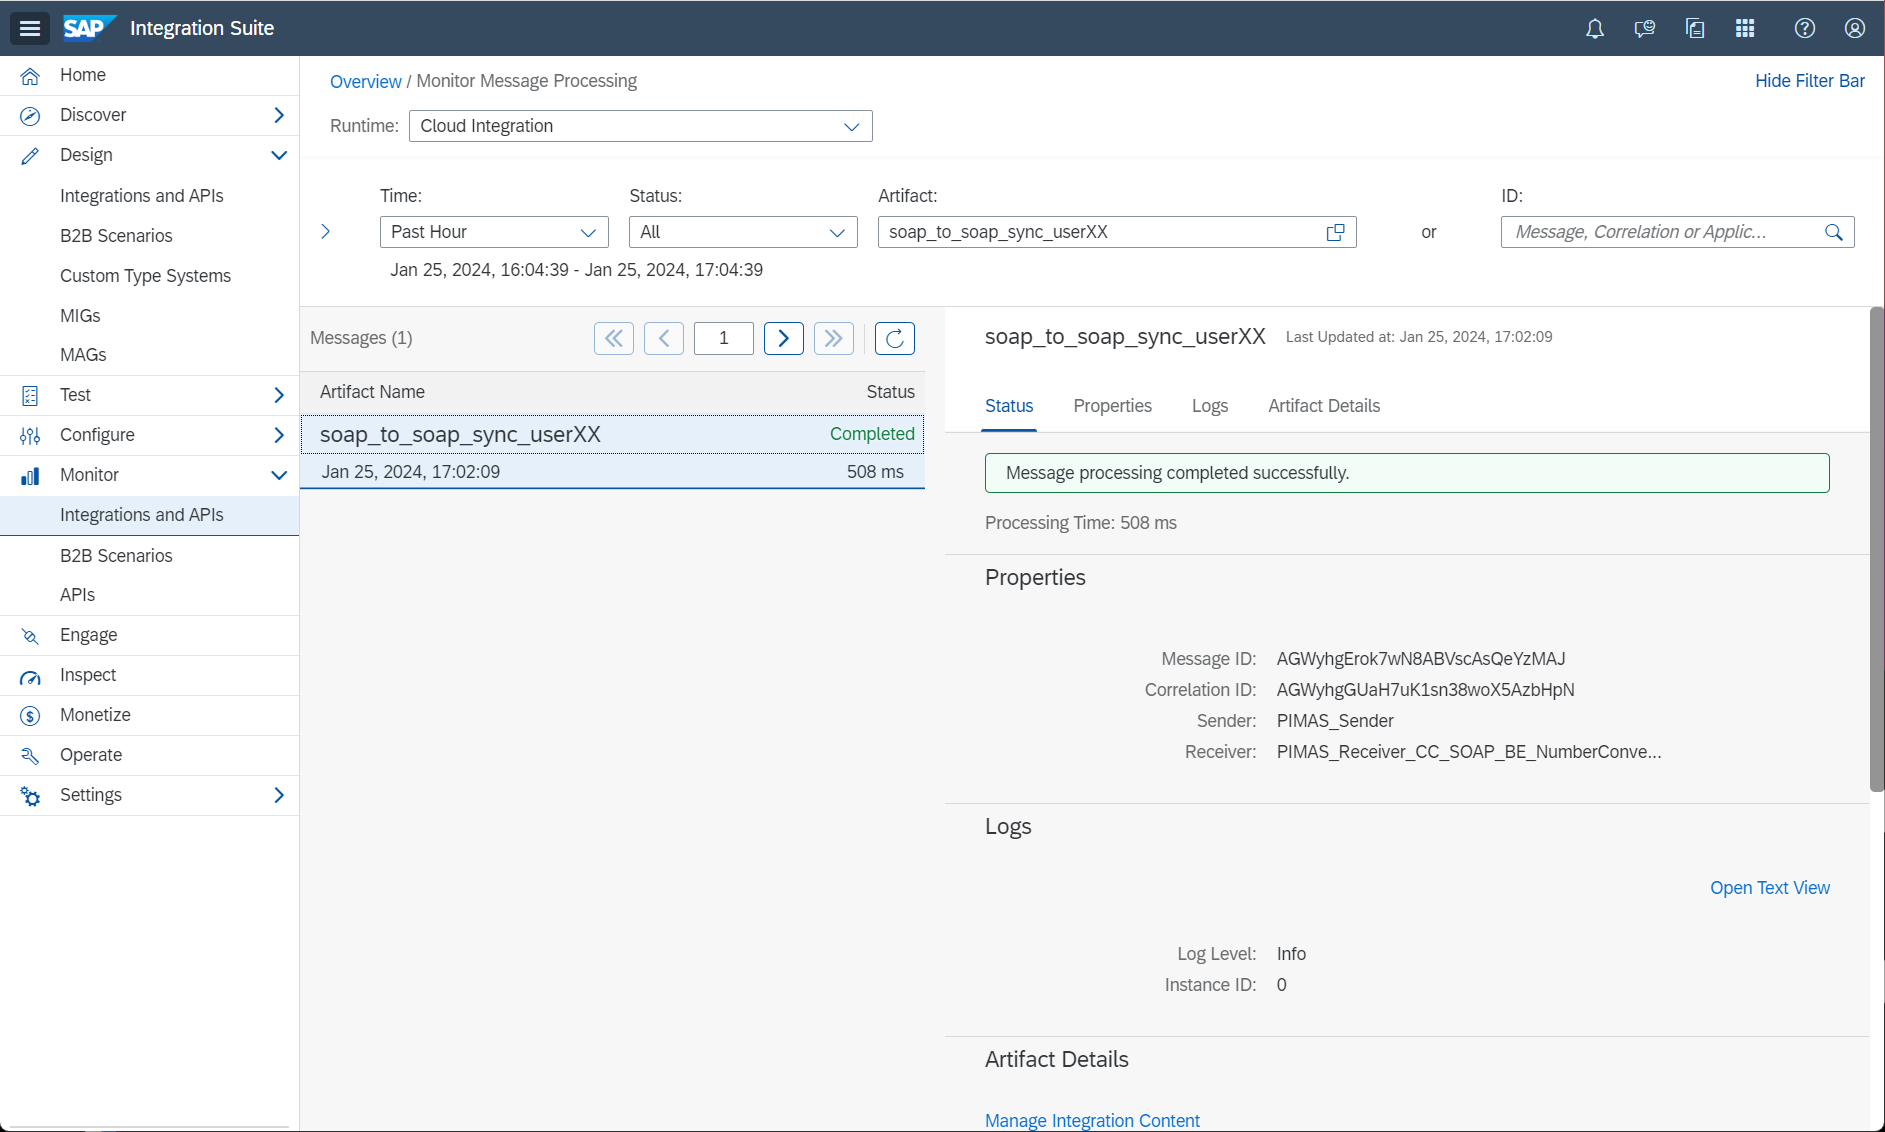 SAP Integration Suite
Home
Discover
Design
Integrations and APIs
B2B Scenarios
Custom Type Systems
MIGs
MAGs
Test
Configure
Monitor
Integrations and APIs
B2B Scenarios
APIs
Engage
Inspect
Monetize
Operate
Settings
Overview / Monitor Message Processing
Hide Filter Bar
Runtime: Cloud Integration
Time: Status: Artifact: ID:
Past Hour All soap_to_soap_sync_userXX or Message, Correlation or Applic...
Jan 25, 2024, 16:04:39 - Jan 25, 2024, 17:04:39
Messages (1) 1
Artifact Name Status
soap_to_soap_sync_userXX Completed
Jan 25, 2024, 17:02:09 508 ms
soap_to_soap_sync_userXX Last Updated at: Jan 25, 2024, 17:02:09
Status Properties Logs Artifact Details
Message processing completed successfully.
Processing Time: 508 ms
Properties
Message ID: AGWyhgErok7wN8ABVscAsQeYzMAJ
Correlation ID: AGWyhgGUaH7uK1sn38woX5AzbHpN
Sender: PIMAS_Sender
Receiver: PIMAS_Receiver_CC_SOAP_BE_NumberConve...
Logs
Open Text View
Log Level: Info
Instance ID: 0
Artifact Details
Manage Integration Content